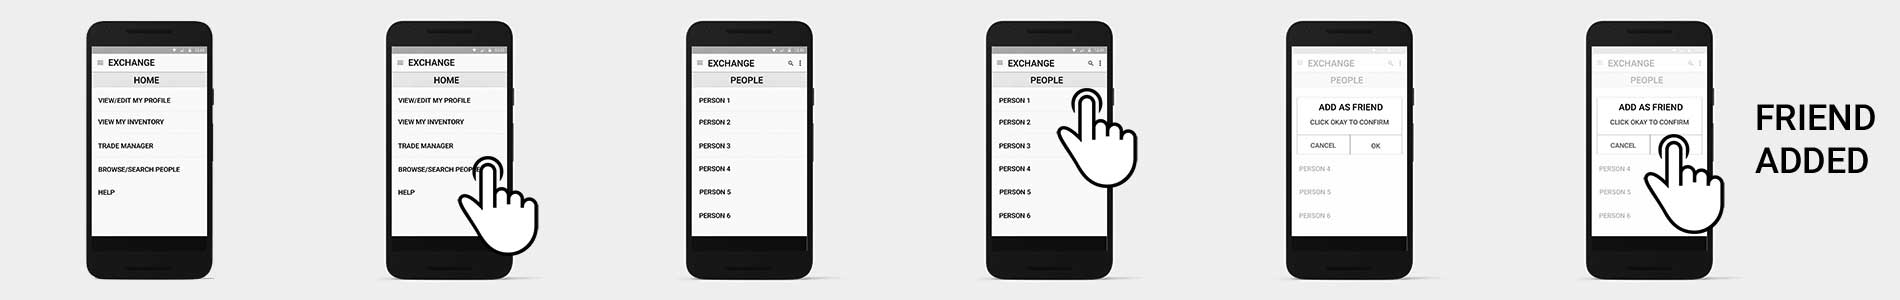 EXCHANGE
HOME
VIEW/EDIT MY PROFILE
VIEW MY INVENTORY
TRADE MANAGER
BROWSE/SEARCH PEOPLE
HELP
EXCHANGE
HOME
VIEW/EDIT MY PROFILE
VIEW MY INVENTORY
TRADE MANAGER
BROWSE/SEARCH PEOPLE
HELP
EXCHANGE
PEOPLE
PERSON 1
PERSON 2
PERSON 3
PERSON 4
PERSON 5
PERSON 6
EXCHANGE
PEOPLE
PERSON 1
PERSON 2
PERSON 3
PERSON 4
PERSON 5
PERSON 6
EXCHANGE
PEOPLE
ADD AS FRIEND
CLICK OKAY TO CONFIRM
CANCEL OK
PERSON 4
PERSON 5
PERSON 6
EXCHANGE
PEOPLE
ADD AS FRIEND
CLICK OKAY TO CONFIRM
CANCEL
PERSON 4
PERSON 5
PERSON 6
FRIEND
ADDED